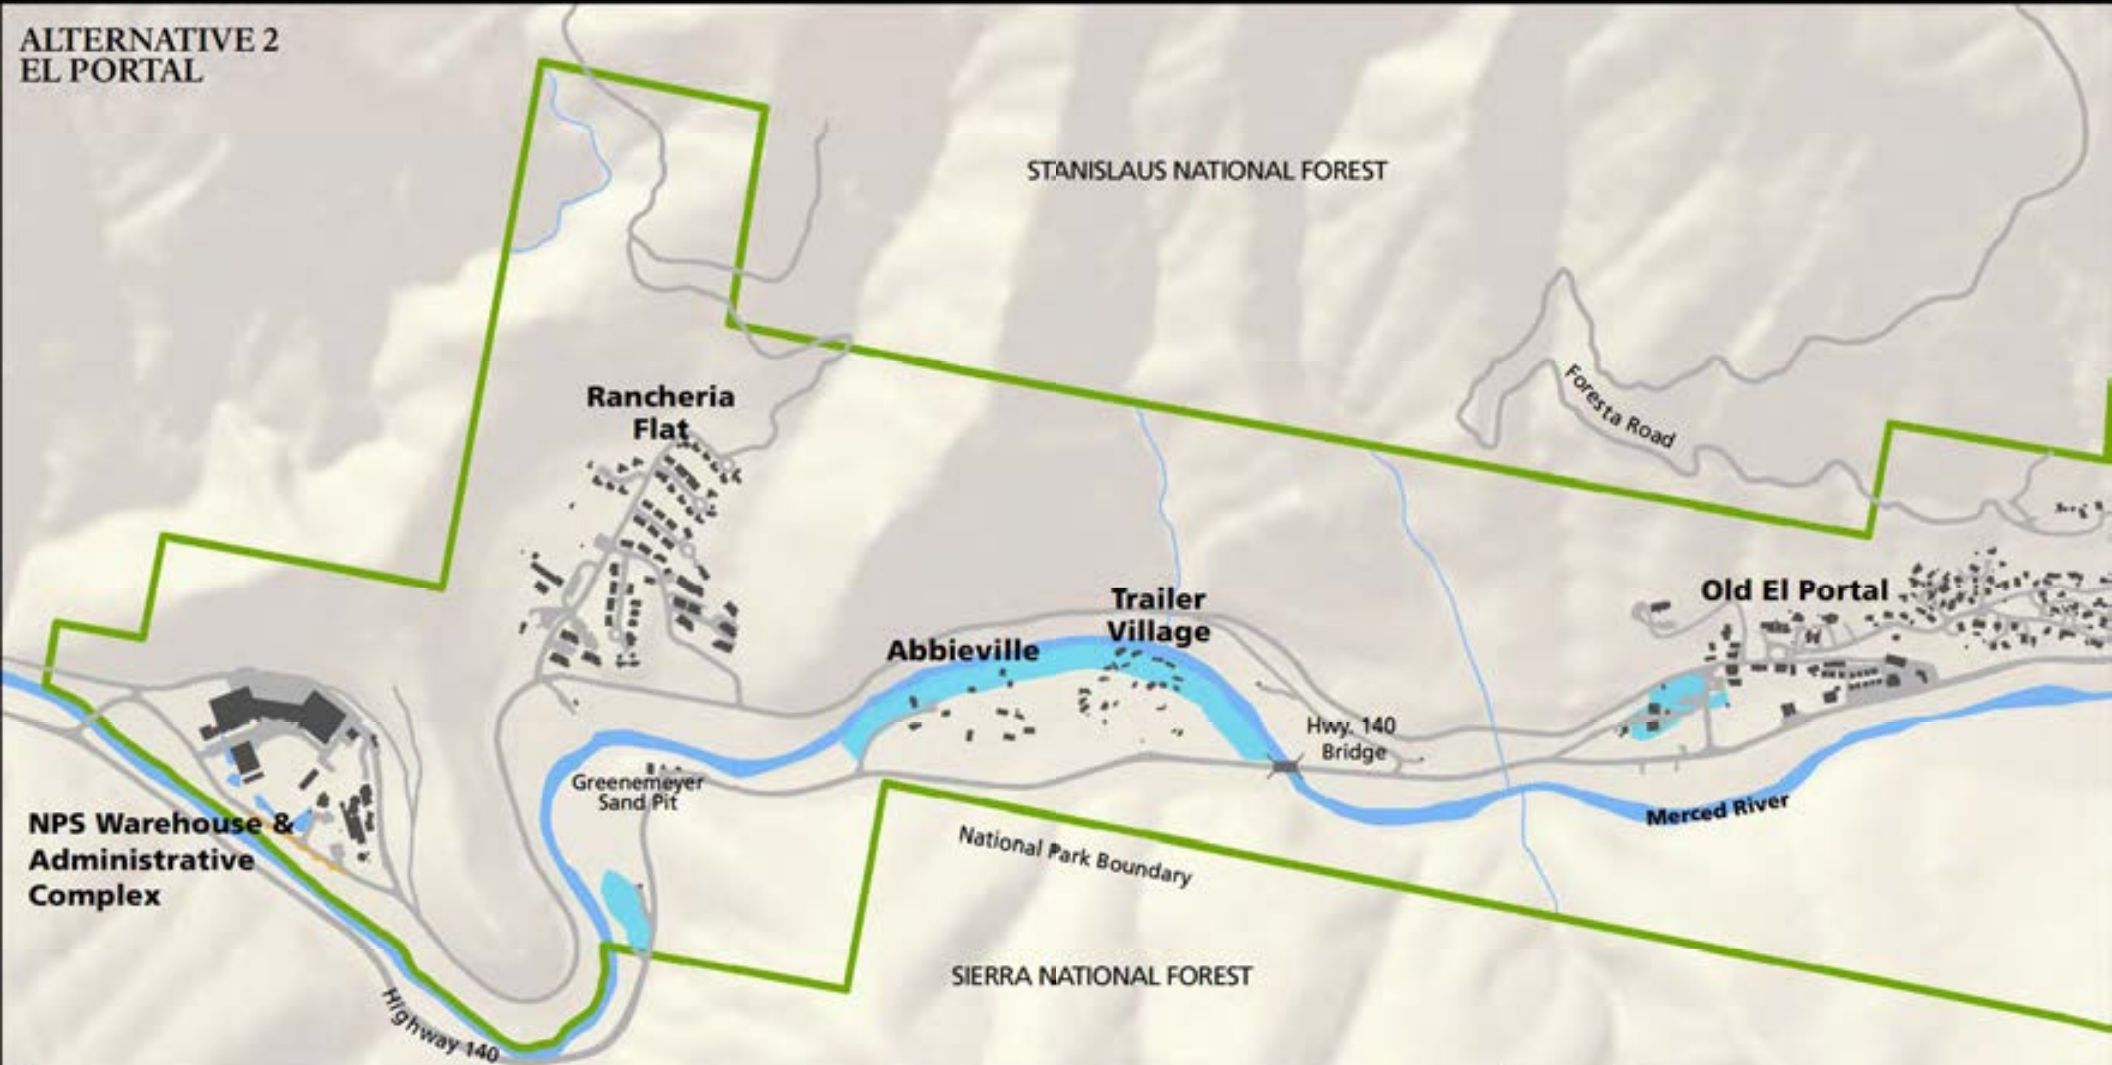 ALTERNATIVE 2
EL PORTAL
STANISLAUS NATIONAL FOREST
Rancheria
Flat
Foresta Road
Old El Portal
Trailer
Village
Abbieville
Hwy. 140
Bridge
Greenemeyer
Sand Pit
Merced River
NPS Warehouse &
Administrative
Complex
National Park Boundary
SIERRA NATIONAL FOREST
Highway 140